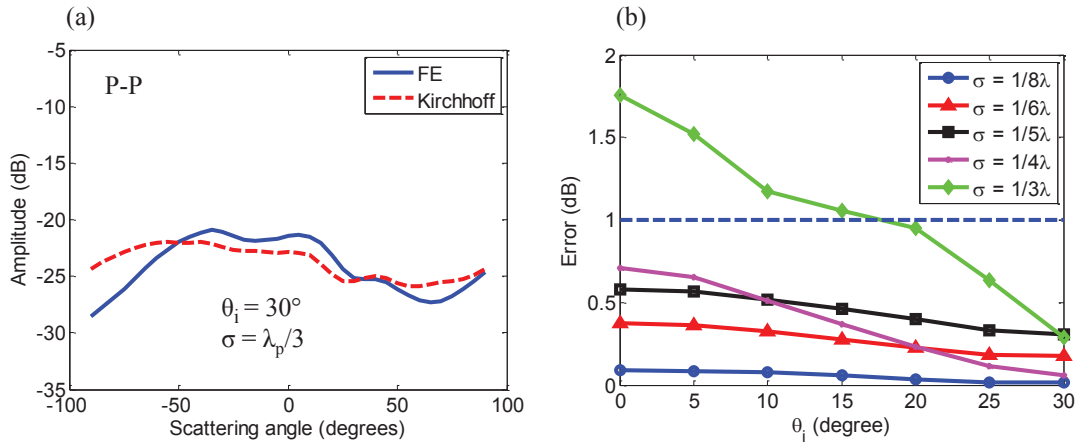 (a)
-5
-10
-15
-20
-25
-30
-35
-100
-50
0
50
100
Amplitude (dB)
Scattering angle (degrees)
P-P
FE
Kirchhoff
θi = 30°
σ = λp/3
(b)
2
1.5
1
0.5
0
0
5
10
15
20
25
30
Error (dB)
θi (degree)
σ = 1/8λ
σ = 1/6λ
σ = 1/5λ
σ = 1/4λ
σ = 1/3λ